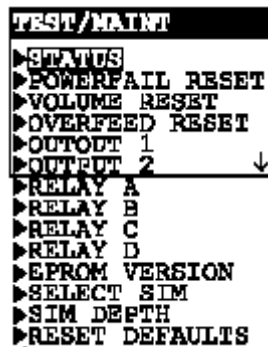 TEST/MAINT
STATUS
POWERFAIL RESET
VOLUME RESET
OVERFEED RESET
OUTOUT 1
OUTPUT 2
RELAY A
RELAY B
RELAY C
RELAY D
EPROM VERSION
SELECT SIM
SIM DEPTH
RESET DEFAULTS